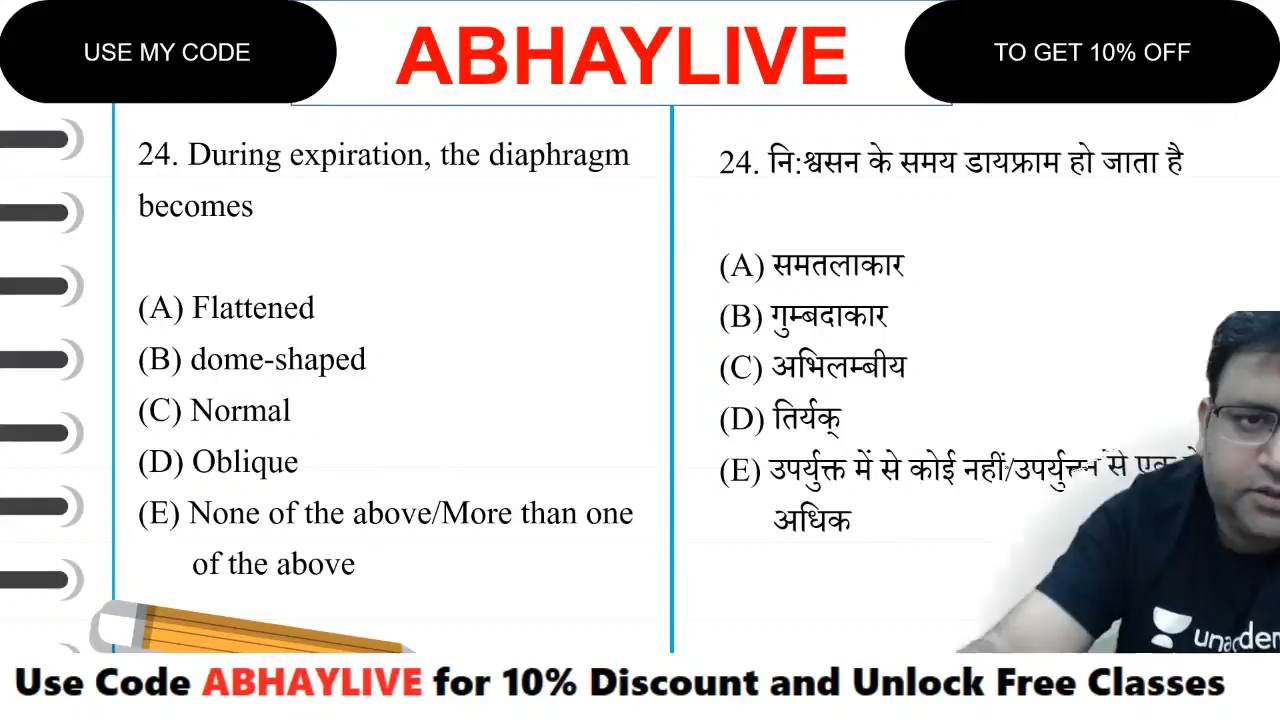 USE MY CODE
ABHAYLIVE
TO GET 10% OFF
24. During expiration, the diaphragm
becomes
(A) Flattened
(B) dome-shaped
(C) Normal
(D) Oblique
(E) None of the above/More than one
of the above
24. नि:श्वसन के समय डायफ्राम हो जाता है
(A) समतलाकार
(B) गुम्बदाकार
(C) अभिलम्बीय
(D) तिर्यक्
(E) उपर्युक्त में से कोई नहीं/उपर्युक्त से एक
अधिक
Use Code ABHAYLIVE for 10% Discount and Unlock Free Classes